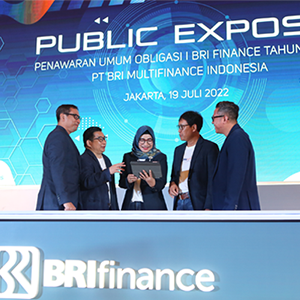 PUBLIC EXPOS
PENAWARAN UMUM OBLIGASI I BRI FINANCE TAHUN
PT BRI MULTIFINANCE INDONESIA
JAKARTA, 19 JULI 2022
BRIfinance